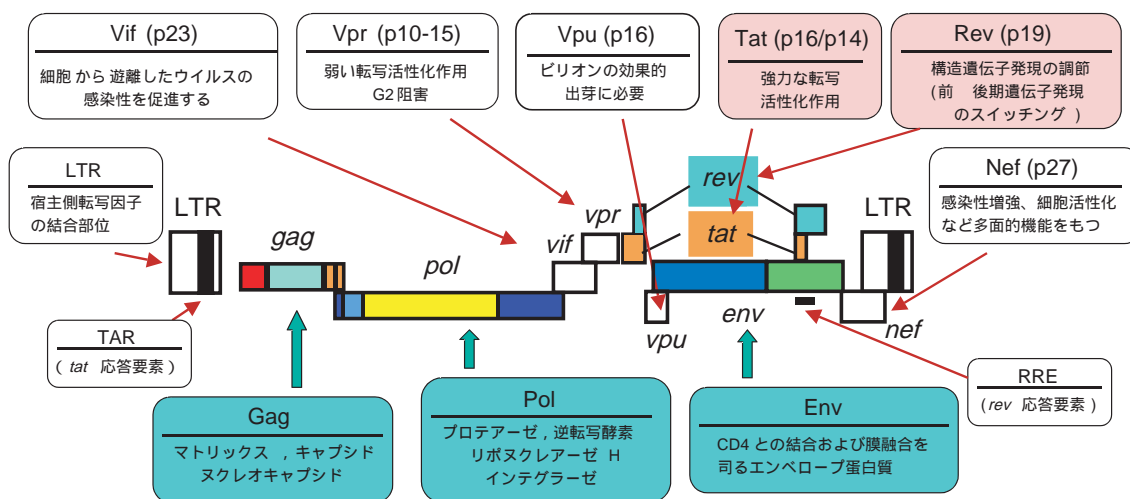 Vif (p23)
細胞から遊離したウイルスの
感染性を促進する
Vpr (p10-15)
弱い転写活性化作用
G2 阻害
Vpu (p16)
ビリオンの効果的
出芽に必要
Tat (p16/p14)
強力な転写
活性化作用
Rev (p19)
構造遺伝子発現の調節
(前 後期遺伝子発現
のスイッチング )
LTR
宿主側転写因子
の結合部位
Nef (p27)
感染性増強、細胞活性化
など多面的機能をもつ
LTR
gag
pol
vif
vpr
rev
tat
vpu
env
nef
LTR
TAR
( tat 応答要素 )
RRE
(rev 応答要素 )
Gag
マトリックス , キャプシド
ヌクレオキャプシド
Pol
プロテアーゼ , 逆転写酵素
リボヌクレアーゼ H
インテグラーゼ
Env
CD4 との結合および膜融合を
司るエンベロープ蛋白質